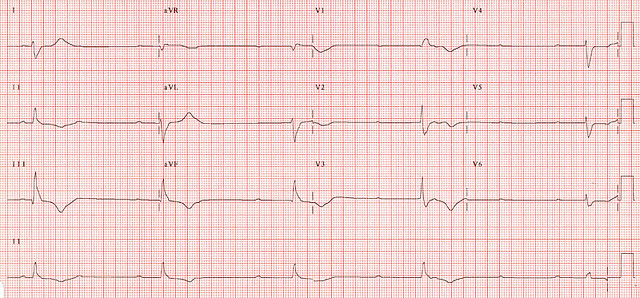 I aVR V1 V4
II aVL V2 V5
III aVF V3 V6
II